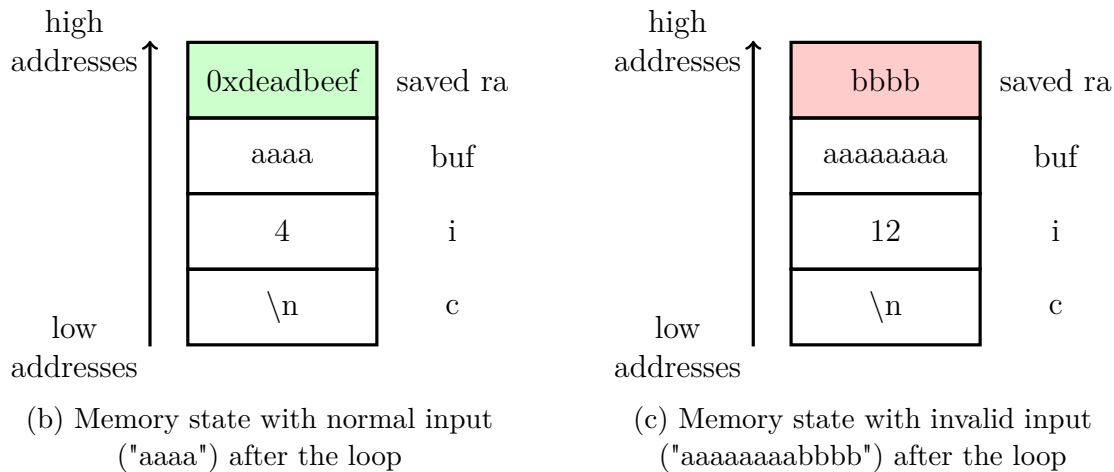 high
addresses
0xdeadbeef
saved ra
aaaa
buf
4
i
\n
c
low
addresses
(b) Memory state with normal input
("aaaa") after the loop
high
addresses
bbbb
saved ra
aaaaaaaa
buf
12
i
\n
c
low
addresses
(c) Memory state with invalid input
("aaaaaaaabbbb") after the loop